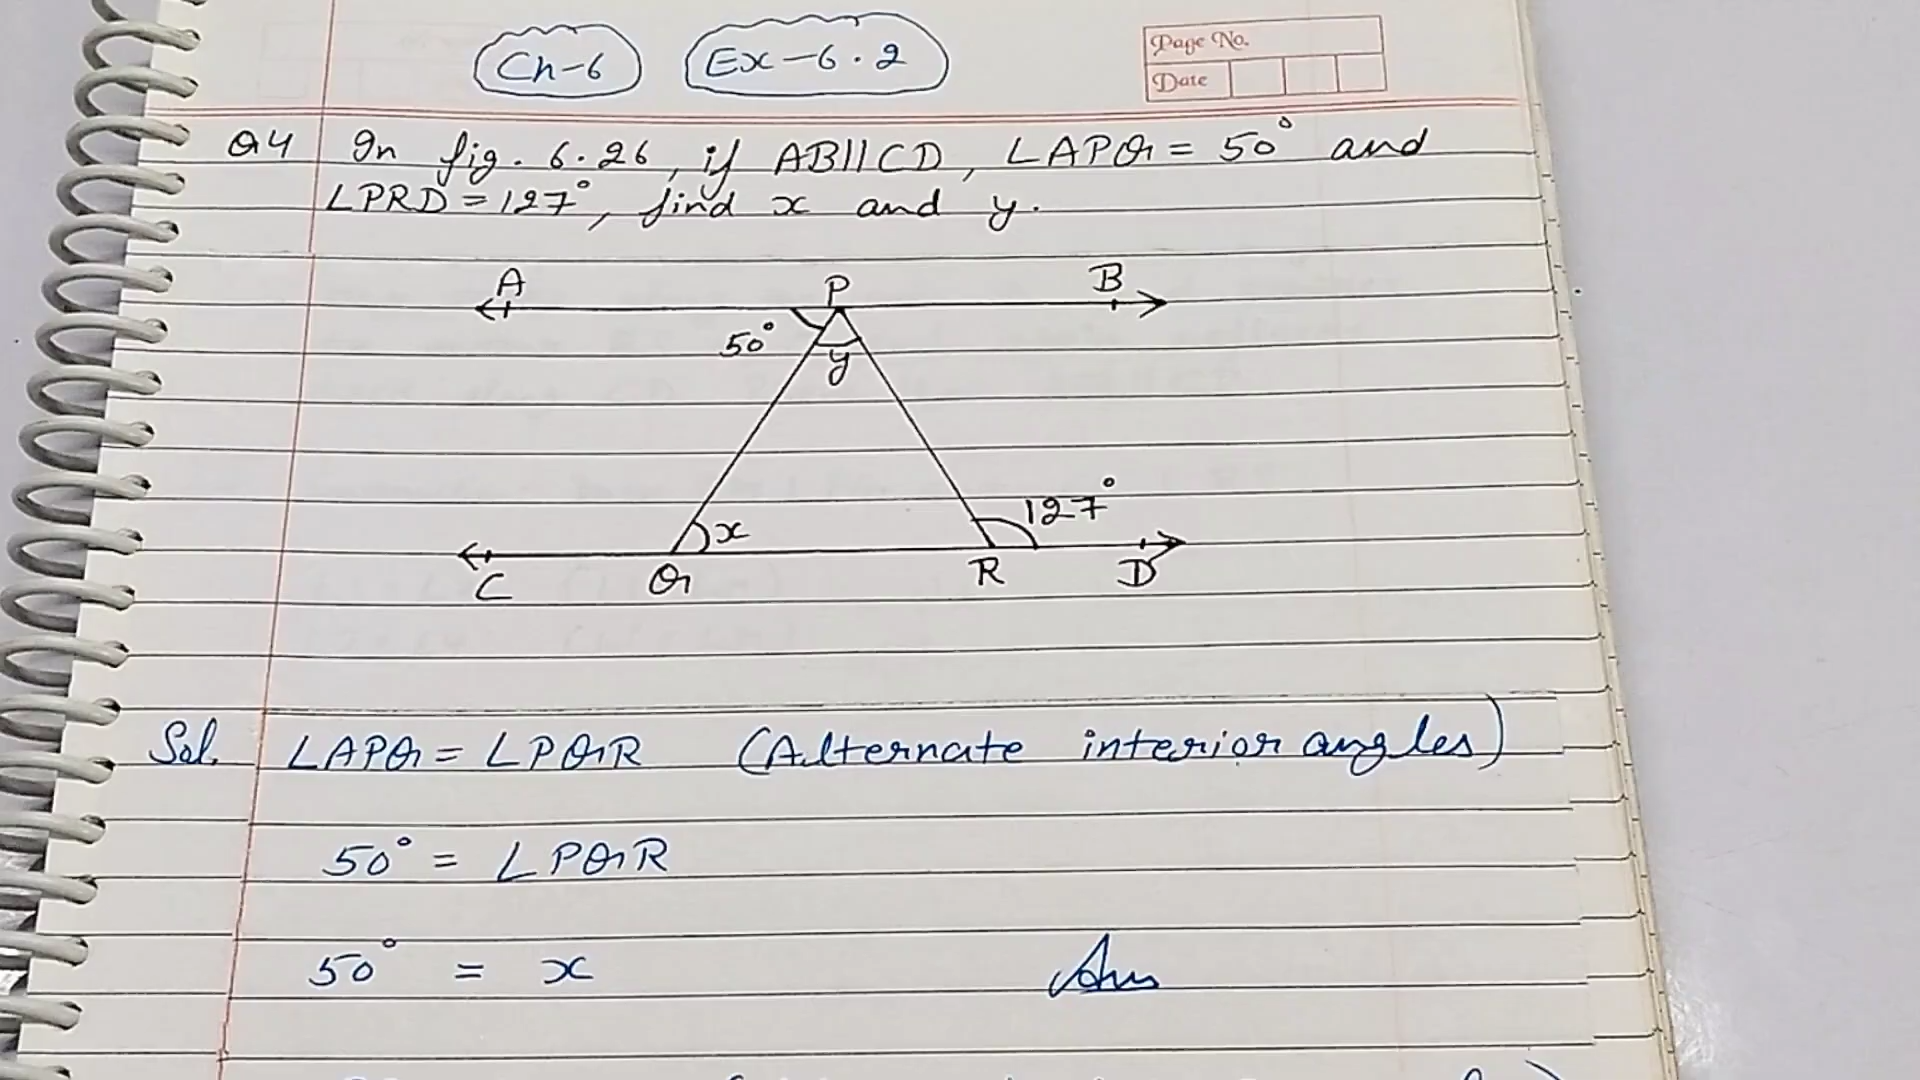 Ch-6
Ex-6.2
Page No.
Date
Q4 In fig. 6.26, if AB||CD, ∠APQ = 50° and
∠PRD = 127°, find x and y.
A P B
50° y
x 127°
C Q R D
Sol. ∠APQ = ∠PQR (Alternate interior angles)
50° = ∠PQR
50° = x Ans